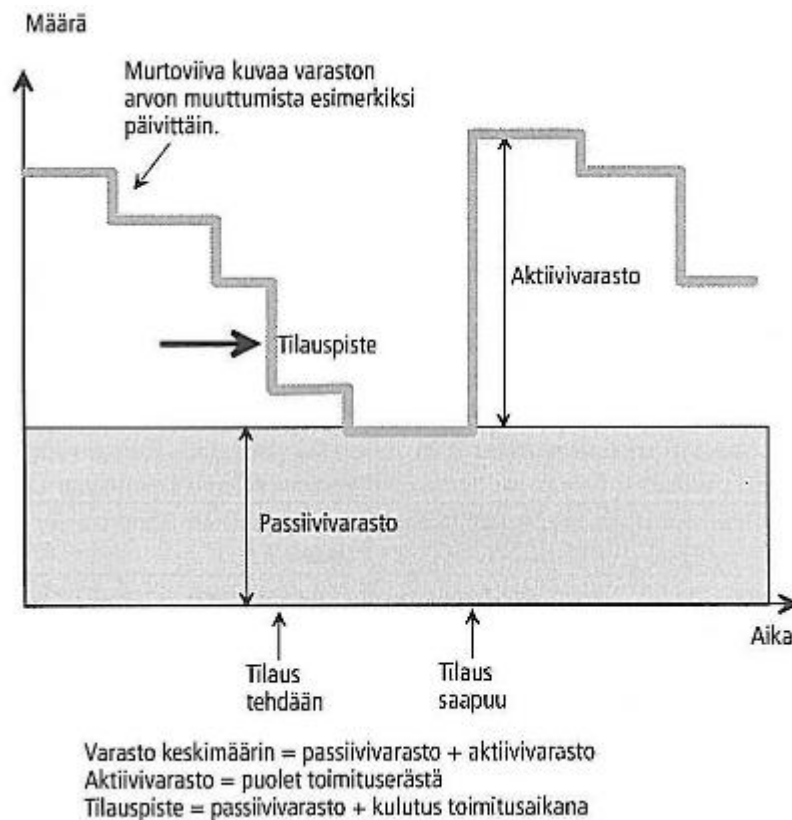 Määrä
Murtoviiva kuvaa varaston
arvon muuttumista esimerkiksi
päivittäin.
Aktiivivarasto
Tilauspiste
Passiivivarasto
Aika
Tilaus
tehdään
Tilaus
saapuu
Varasto keskimäärin = passiivivarasto + aktiivivarasto
Aktiivivarasto = puolet toimituserästä
Tilauspiste = passiivivarasto + kulutus toimitusaikana